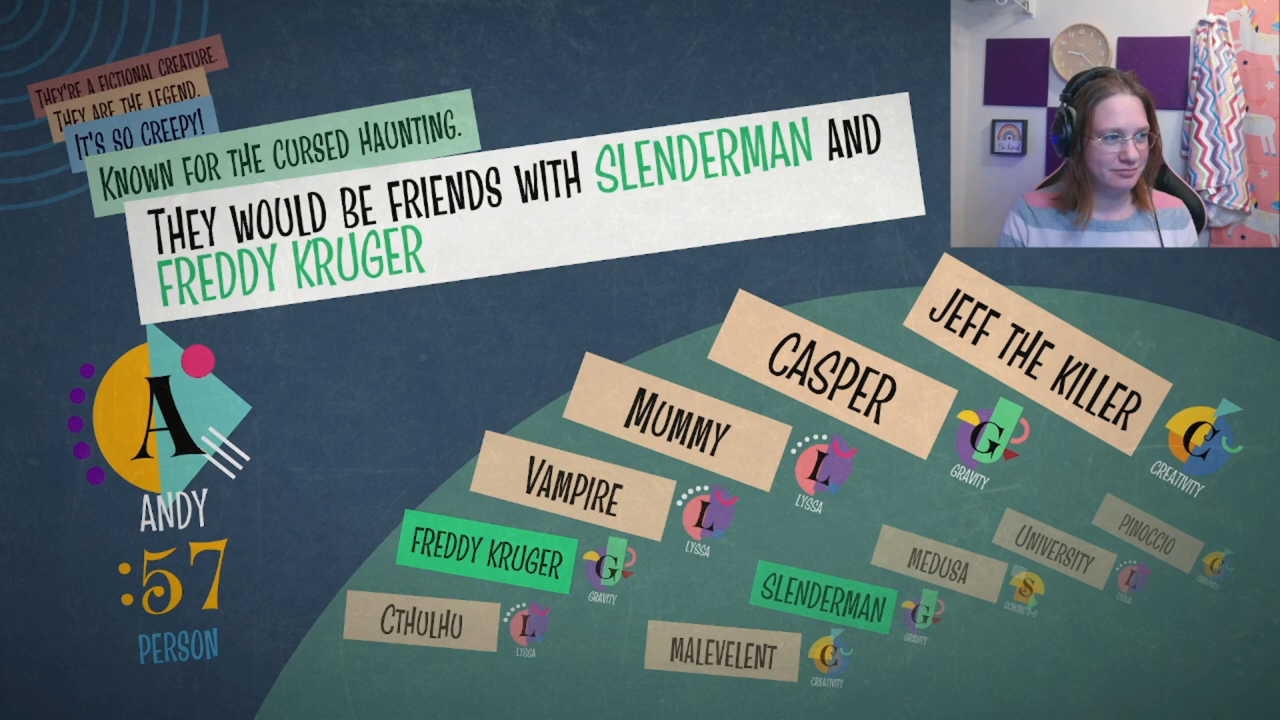 THEY'RE A FICTIONAL CREATURE.
THEY ARE THE LEGEND.
IT'S SO CREEPY!
KNOWN FOR THE CURSED HAUNTING.
THEY WOULD BE FRIENDS WITH SLENDERMAN AND
FREDDY KRUGER
Be kind
A
ANDY
:57
PERSON
JEFF THE KILLER
C
CREATIVITY
CASPER
G
GRAVITY
MUMMY
L
LYSSA
VAMPIRE
L
LYSSA
FREDDY KRUGER
G
GRAVITY
CTHULHU
L
LYSSA
PINOCCIO
UNIVERSITY
L
LYSSA
MEDUSA
S
SLENDERMAN
G
GRAVITY
MALEVELENT
C
CREATIVITY